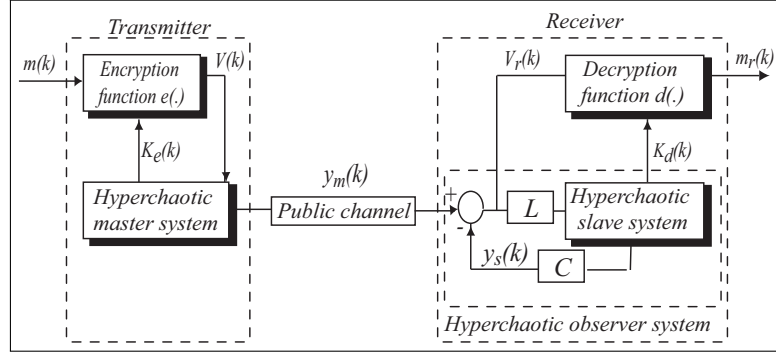 Transmitter
Receiver
m(k)
Encryption
function e(.)
V(k)
V_r(k)
Decryption
function d(.)
m_r(k)
K_e(k)
K_d(k)
Hyperchaotic
master system
y_m(k)
Public channel
+
-
L
Hyperchaotic
slave system
y_s(k)
C
Hyperchaotic observer system